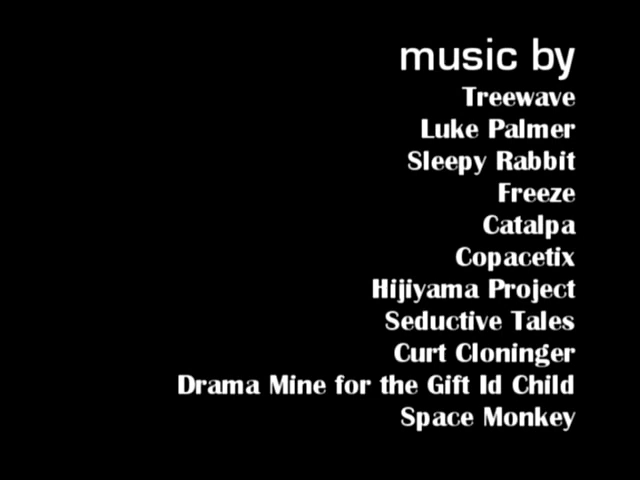 music by
Treewave
Luke Palmer
Sleepy Rabbit
Freeze
Catalpa
Copacetix
Hijiyama Project
Seductive Tales
Curt Cloninger
Drama Mine for the Gift Id Child
Space Monkey